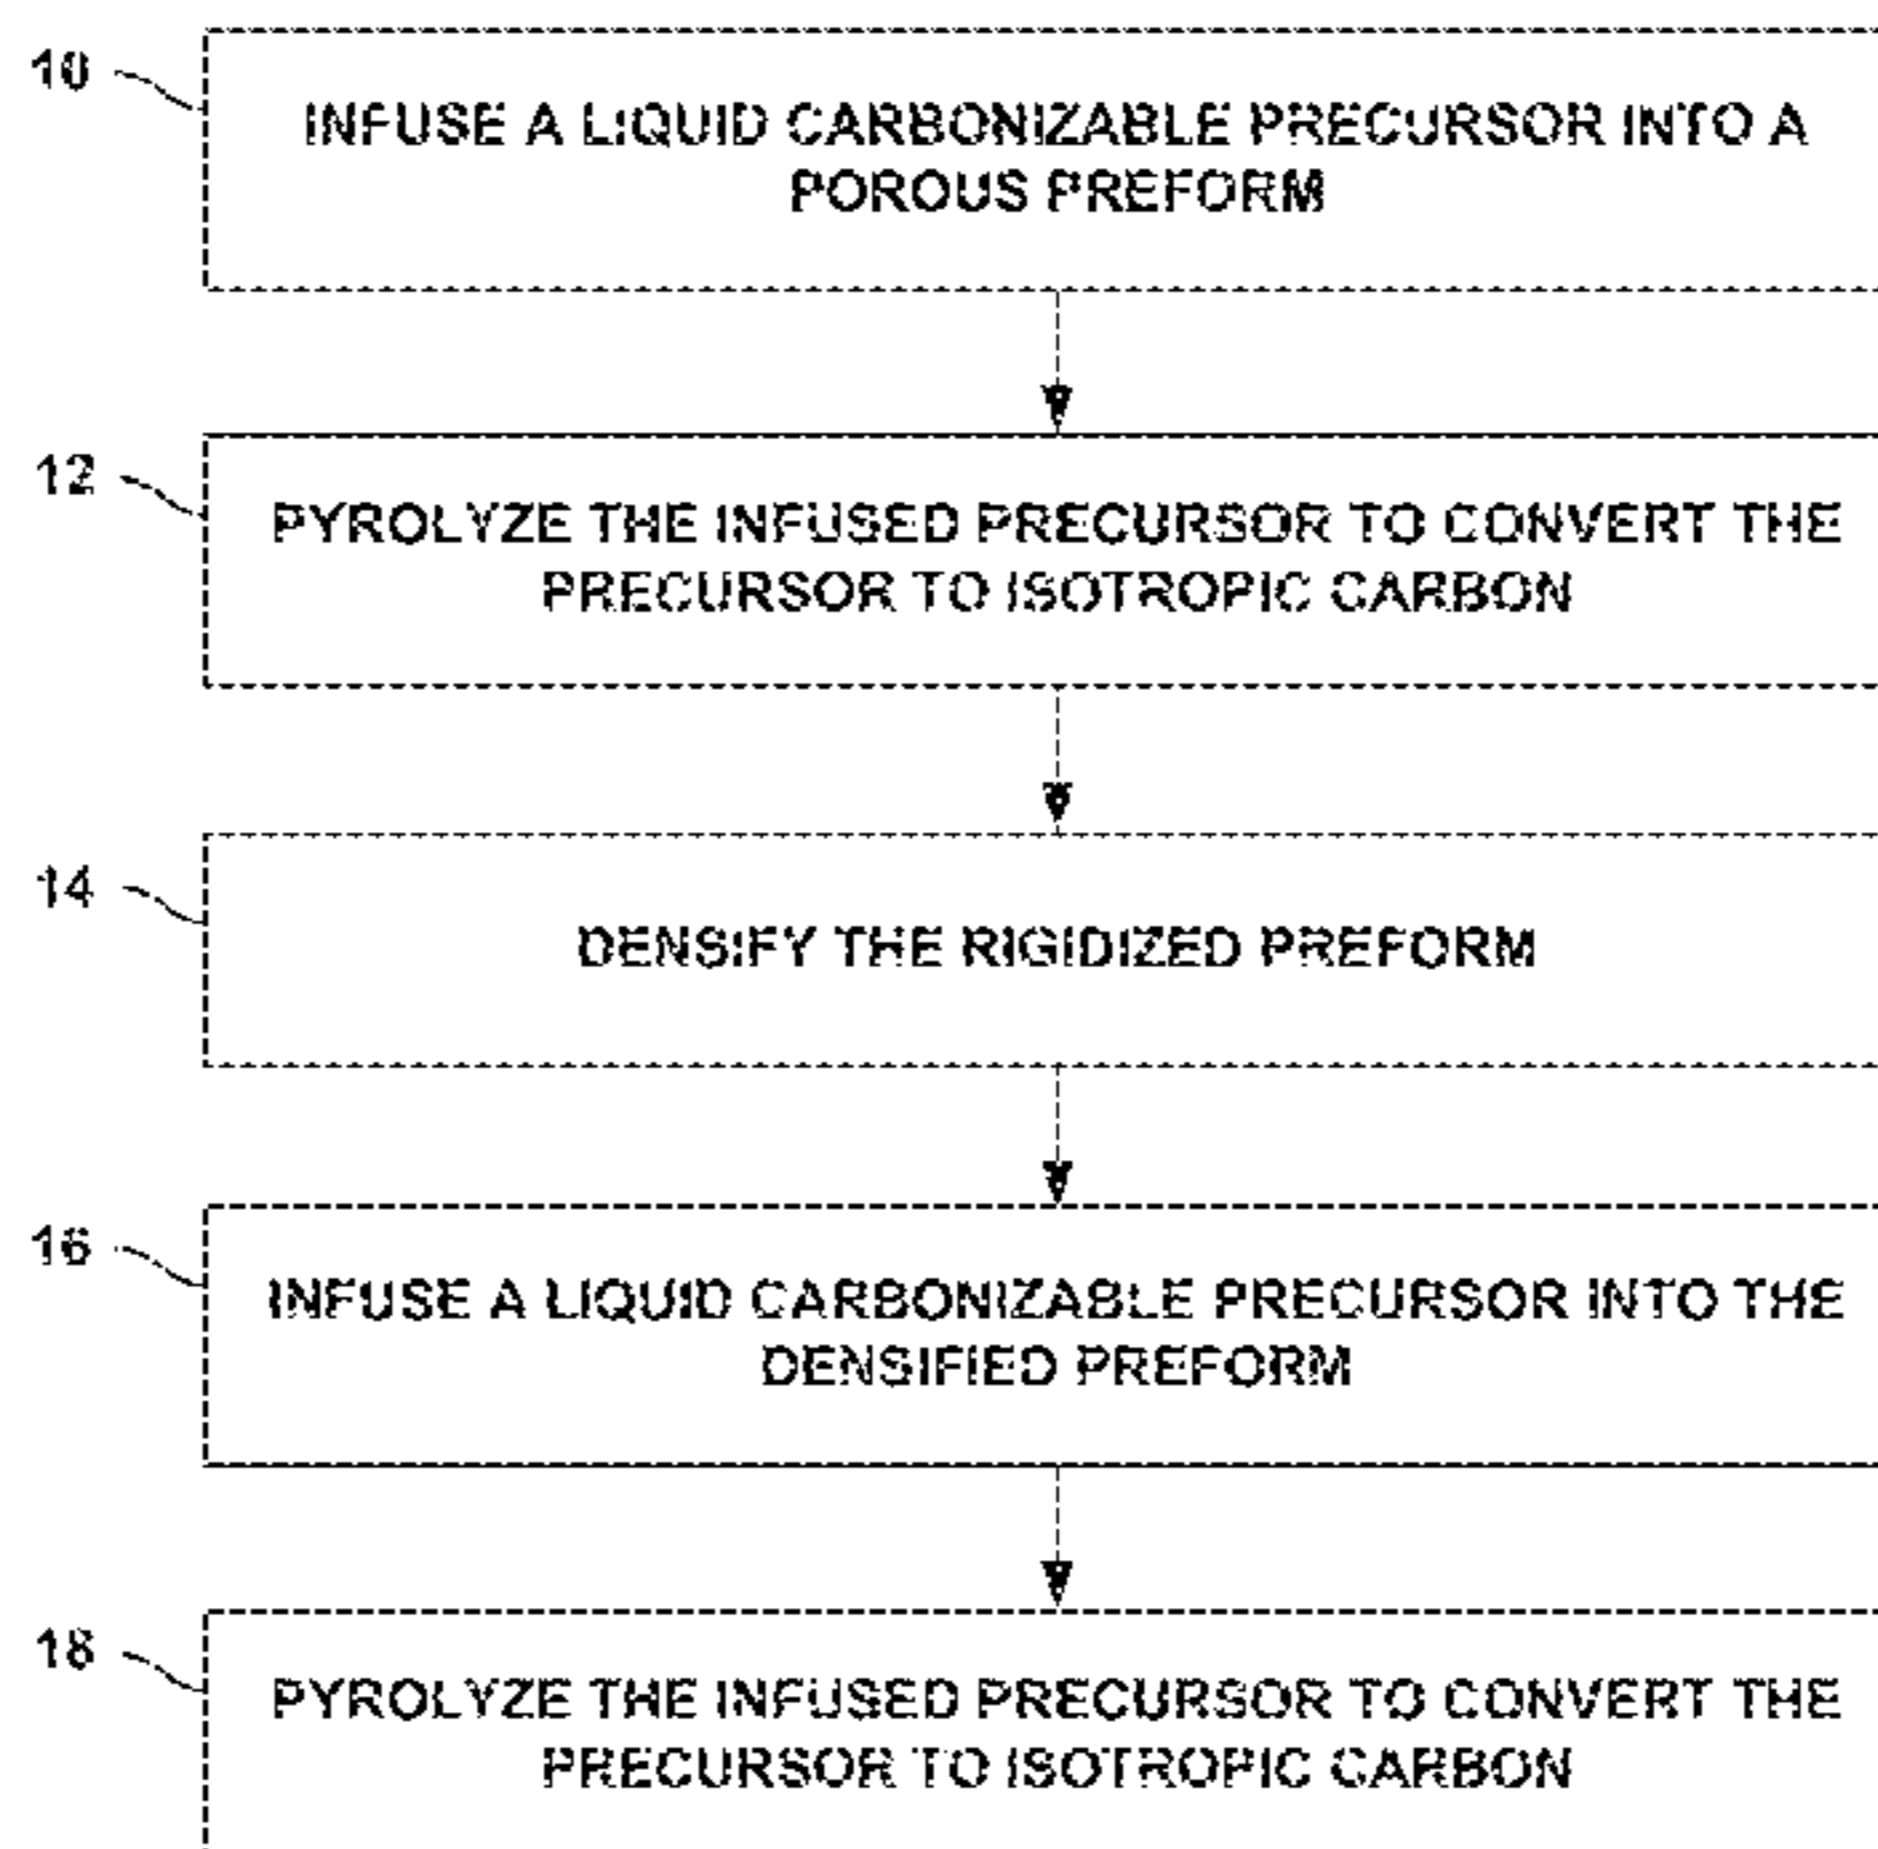 10
INFUSE A LIQUID CARBONIZABLE PRECURSOR INTO A
POROUS PREFORM
12
PYROLYZE THE INFUSED PRECURSOR TO CONVERT THE
PRECURSOR TO ISOTROPIC CARBON
14
DENSIFY THE RIGIDIZED PREFORM
16
INFUSE A LIQUID CARBONIZABLE PRECURSOR INTO THE
DENSIFIED PREFORM
18
PYROLYZE THE INFUSED PRECURSOR TO CONVERT THE
PRECURSOR TO ISOTROPIC CARBON